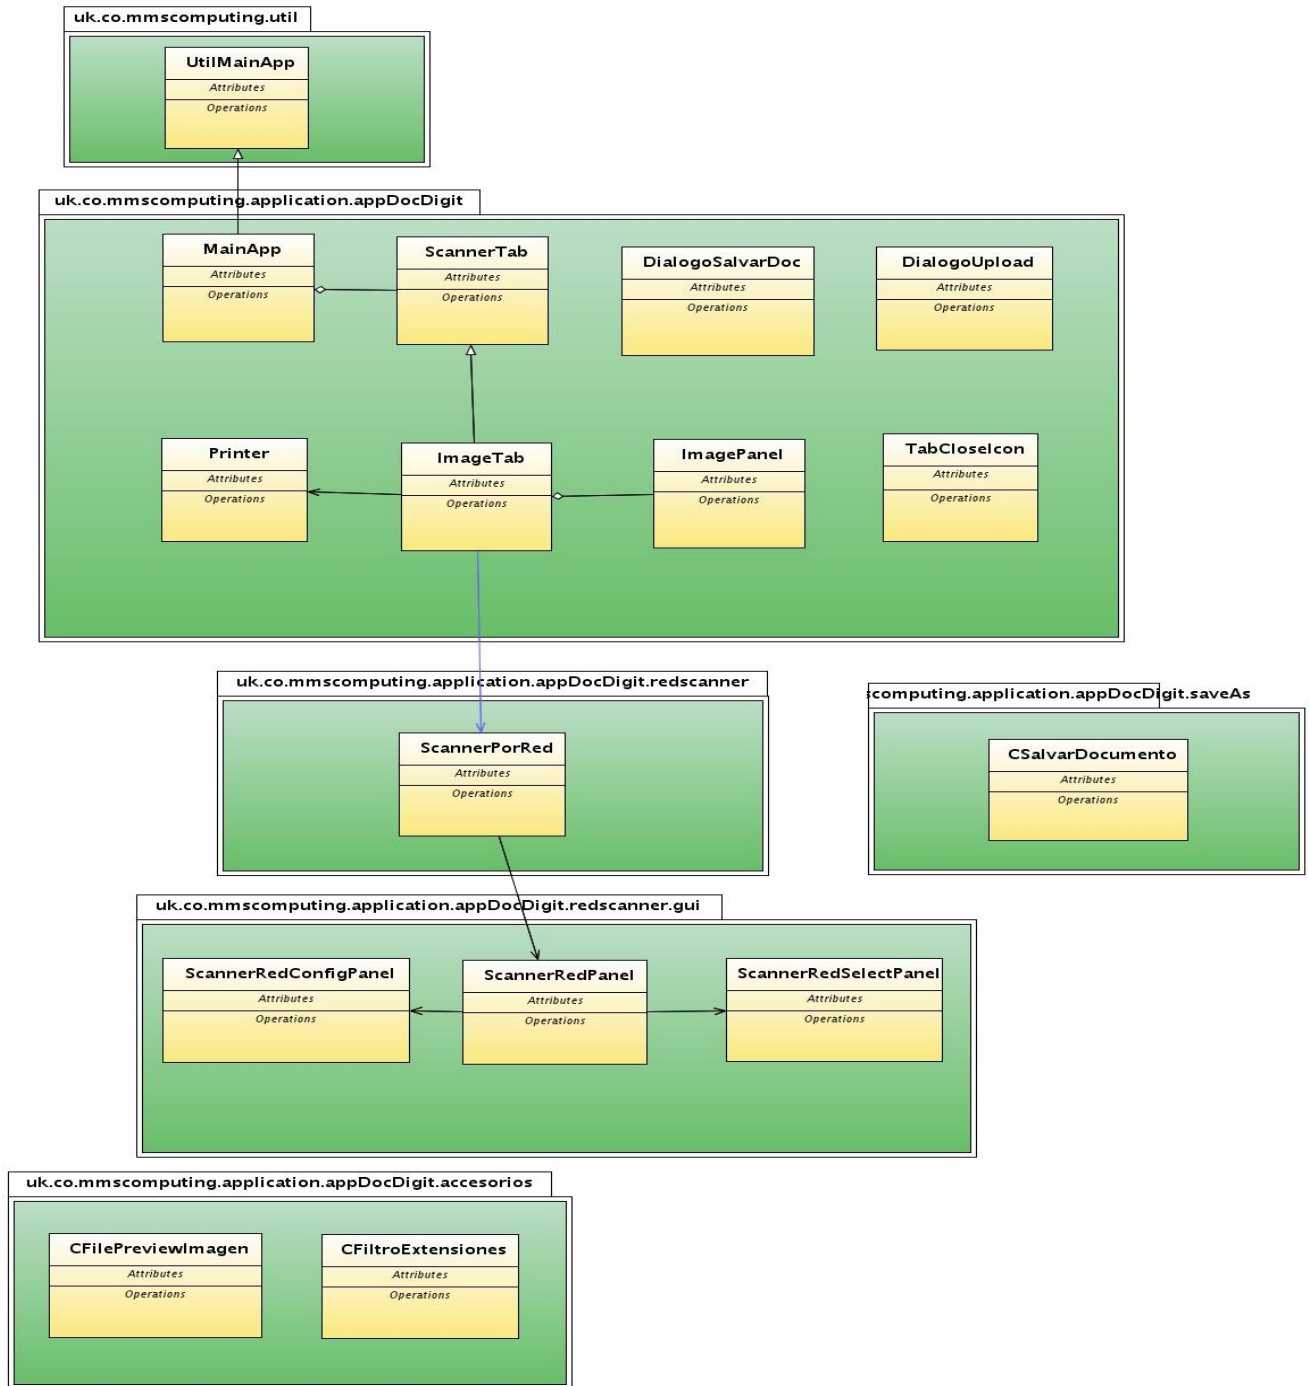 uk.co.mmscomputing.util
UtilMainApp
Attributes
Operations
uk.co.mmscomputing.application.appDocDigit
MainApp
Attributes
Operations
ScannerTab
Attributes
Operations
DialogoSalvarDoc
Attributes
Operations
DialogoUpload
Attributes
Operations
Printer
Attributes
Operations
ImageTab
Attributes
Operations
ImagePanel
Attributes
Operations
TabCloseIcon
Attributes
Operations
uk.co.mmscomputing.application.appDocDigit.redscanner
ScannerPorRed
Attributes
Operations
scomputing.application.appDocDigit.saveAs
CSalvarDocumento
Attributes
Operations
uk.co.mmscomputing.application.appDocDigit.redscanner.gui
ScannerRedConfigPanel
Attributes
Operations
ScannerRedPanel
Attributes
Operations
ScannerRedSelectPanel
Attributes
Operations
uk.co.mmscomputing.application.appDocDigit.accesorios
CFilePreviewImagen
Attributes
Operations
CFiltroExtensiones
Attributes
Operations